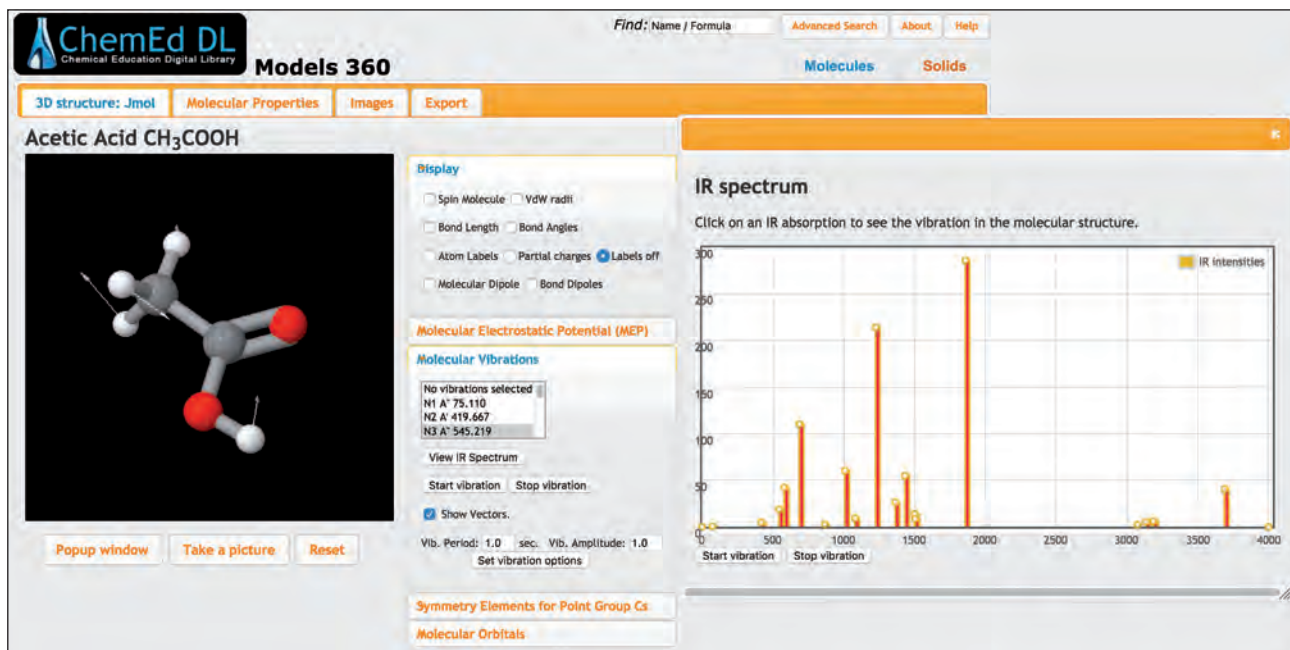 ChemEd DL
Chemical Education Digital Library
Models 360
Find: Name / Formula
Advanced Search
About
Help
Molecules
Solids
3D structure: Jmol
Molecular Properties
Images
Export
Acetic Acid CH₃COOH
Popup window
Take a picture
Reset
Display
Spin Molecule VdW radii
Bond Length Bond Angles
Atom Labels Partial charges Labels off
Molecular Dipole Bond Dipoles
Molecular Electrostatic Potential (MEP)
Molecular Vibrations
No vibrations selected
N1 A" 75.110
N2 A' 419.667
N3 A" 545.219
View IR Spectrum
Start vibration Stop vibration
Show Vectors.
Vib. Period: 1.0 sec. Vib. Amplitude: 1.0
Set vibration options
Symmetry Elements for Point Group Cs
Molecular Orbitals
IR spectrum
Click on an IR absorption to see the vibration in the molecular structure.
300
250
200
150
100
50
0
IR intensities
0 500 1000 1500 2000 2500 3000 3500 4000
Start vibration Stop vibration